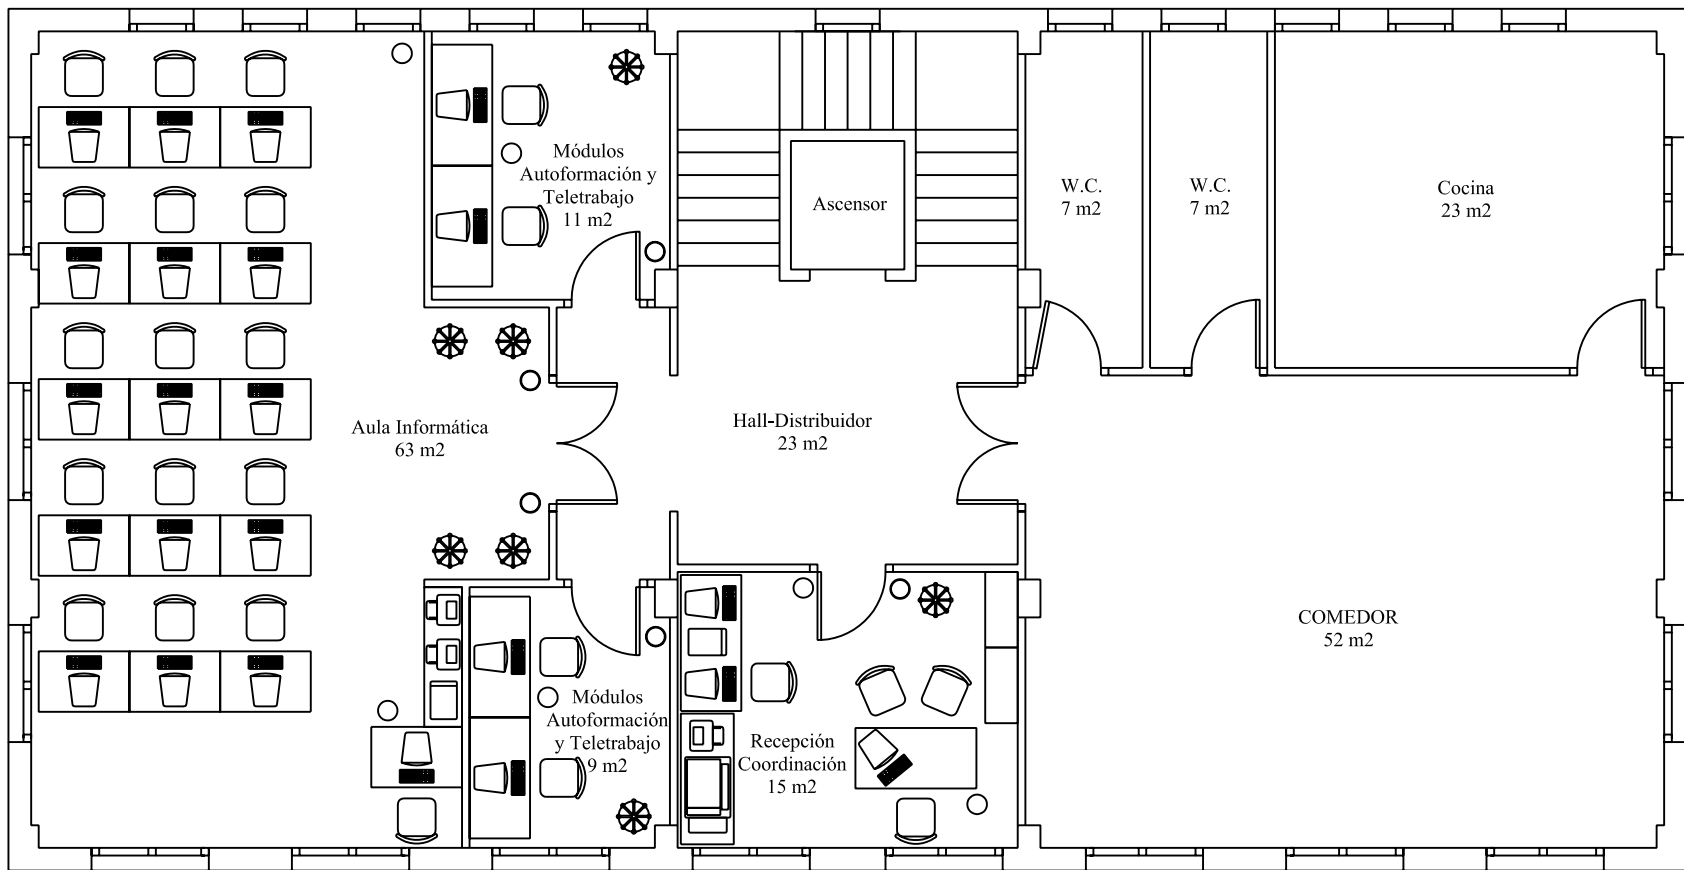 Módulos
Autoformación y
Teletrabajo
11 m2
Ascensor
W.C.
7 m2
W.C.
7 m2
Cocina
23 m2
Aula Informática
63 m2
Hall-Distribuidor
23 m2
COMEDOR
52 m2
Módulos
Autoformación
y Teletrabajo
9 m2
Recepción
Coordinación
15 m2